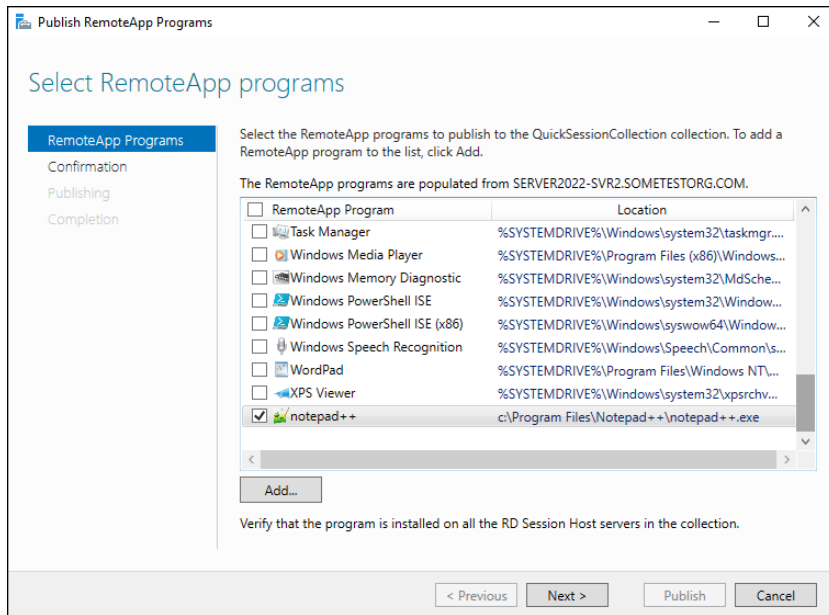 Publish RemoteApp Programs
Select RemoteApp programs
RemoteApp Programs
Confirmation
Publishing
Completion
Select the RemoteApp programs to publish to the QuickSessionCollection collection. To add a
RemoteApp program to the list, click Add.
The RemoteApp programs are populated from SERVER2022-SVR2.SOMETESTORG.COM.
RemoteApp Program Location
Task Manager %SYSTEMDRIVE%\Windows\system32\taskmgr....
Windows Media Player %SYSTEMDRIVE%\Program Files (x86)\Windows...
Windows Memory Diagnostic %SYSTEMDRIVE%\Windows\system32\MdSche...
Windows PowerShell ISE %SYSTEMDRIVE%\Windows\system32\Window...
Windows PowerShell ISE (x86) %SYSTEMDRIVE%\Windows\syswow64\Window...
Windows Speech Recognition %SYSTEMDRIVE%\Windows\Speech\Common\s...
WordPad %SYSTEMDRIVE%\Program Files\Windows NT\...
XPS Viewer %SYSTEMDRIVE%\Windows\system32\xpsrchv...
notepad++ c:\Program Files\Notepad++\notepad++.exe
Add...
Verify that the program is installed on all the RD Session Host servers in the collection.
< Previous Next > Publish Cancel